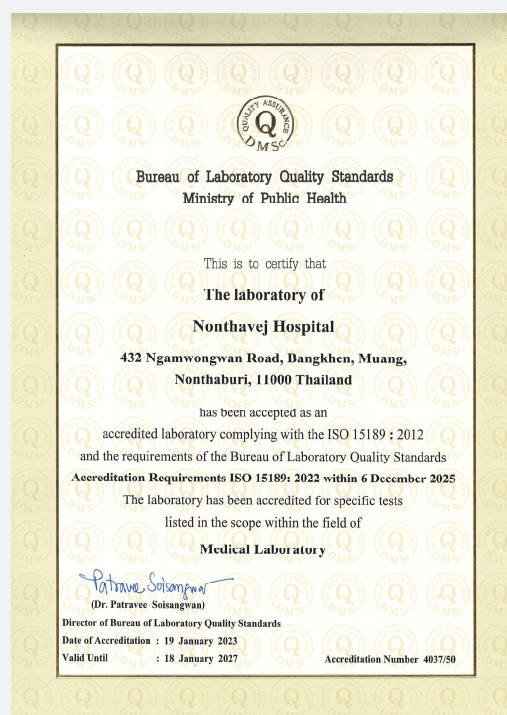 QUALITY ASSURANCE
Q
DMSC
Bureau of Laboratory Quality Standards
Ministry of Public Health
This is to certify that
The laboratory of
Nonthavej Hospital
432 Ngamwongwan Road, Bangkhen, Muang,
Nonthaburi, 11000 Thailand
has been accepted as an
accredited laboratory complying with the ISO 15189 : 2012
and the requirements of the Bureau of Laboratory Quality Standards
Accreditation Requirements ISO 15189: 2022 within 6 December 2025
The laboratory has been accredited for specific tests
listed in the scope within the field of
Medical Laboratory
Patravee Soisangwan
(Dr. Patravee Soisangwan)
Director of Bureau of Laboratory Quality Standards
Date of Accreditation : 19 January 2023
Valid Until : 18 January 2027
Accreditation Number 4037/50